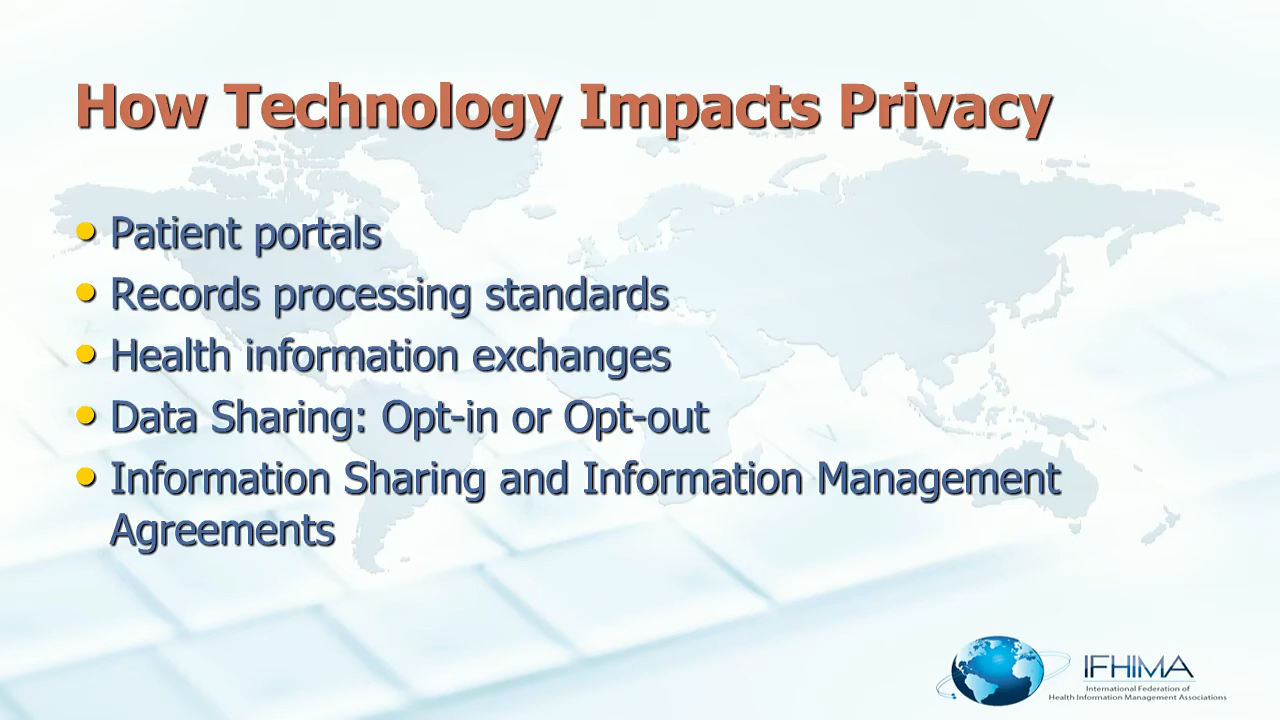 How Technology Impacts Privacy
• Patient portals
• Records processing standards
• Health information exchanges
• Data Sharing: Opt-in or Opt-out
• Information Sharing and Information Management
Agreements
IFHIMA
International Federation of
Health Information Management Associations